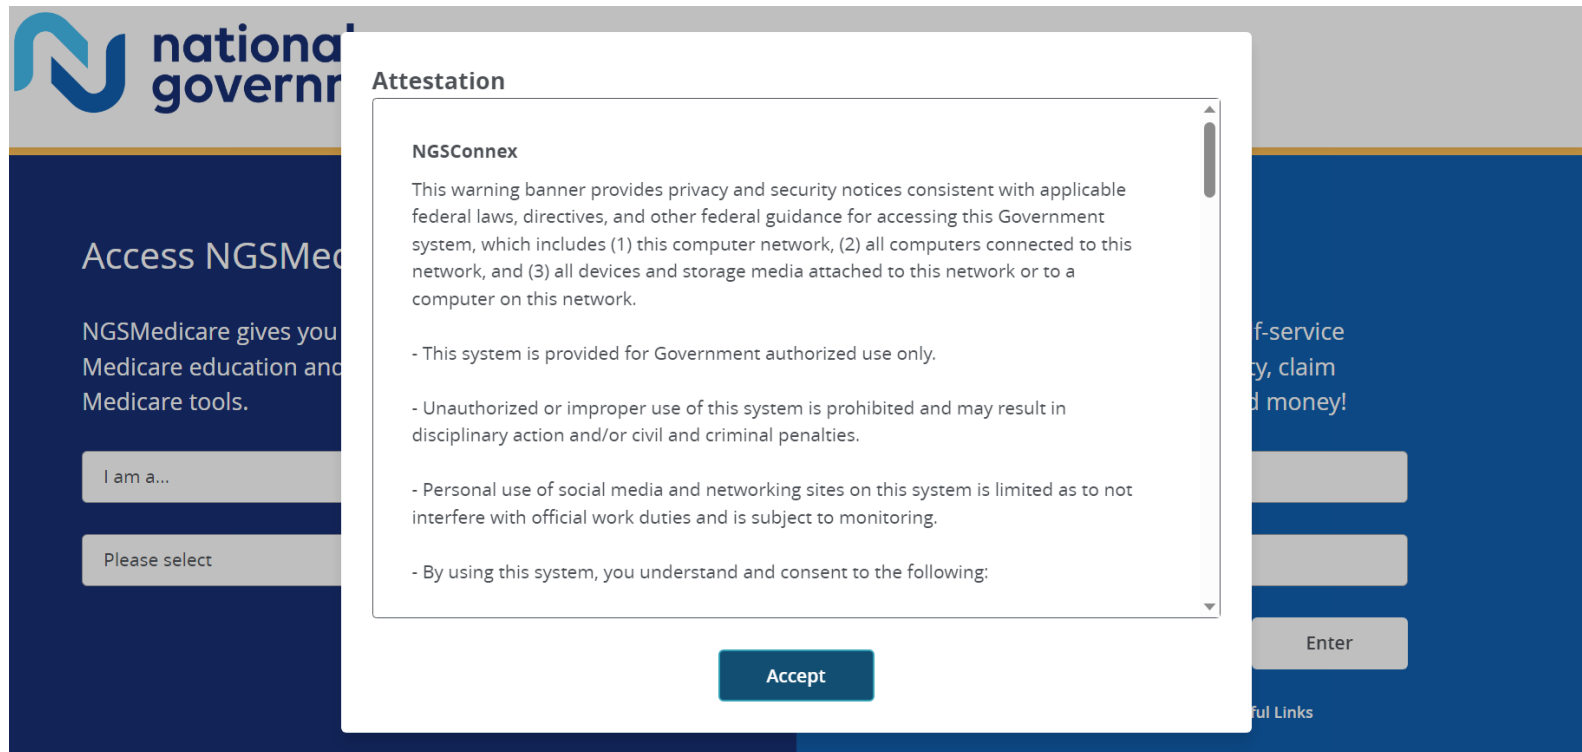 national
governr
Attestation
NGSConnex
This warning banner provides privacy and security notices consistent with applicable
federal laws, directives, and other federal guidance for accessing this Government
system, which includes (1) this computer network, (2) all computers connected to this
network, and (3) all devices and storage media attached to this network or to a
computer on this network.
- This system is provided for Government authorized use only.
- Unauthorized or improper use of this system is prohibited and may result in
disciplinary action and/or civil and criminal penalties.
- Personal use of social media and networking sites on this system is limited as to not
interfere with official work duties and is subject to monitoring.
- By using this system, you understand and consent to the following:
Accept
Access NGSMed
NGSMedicare gives you
Medicare education and
Medicare tools.
I am a...
Please select
f-service
ty, claim
d money!
Enter
ful Links